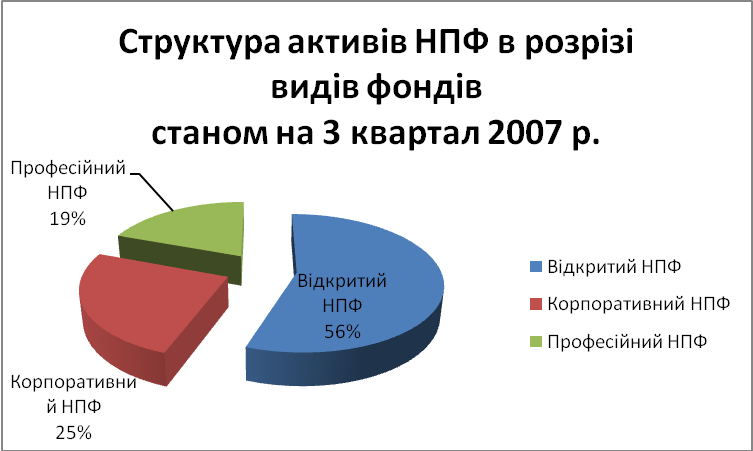 Структура активів НПФ в розрізі
видів фондів
станом на 3 квартал 2007 р.
Професійний
НПФ
19%
Відкритий
НПФ
56%
Корпоративни
й НПФ
25%
Відкритий НПФ
Корпоративний НПФ
Професійний НПФ